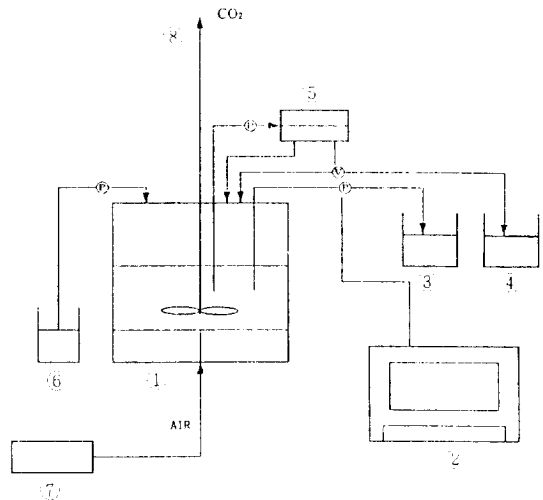 CO₂
⑧
⑤
P
P
V
P
③
④
⑥
①
AIR
②
⑦